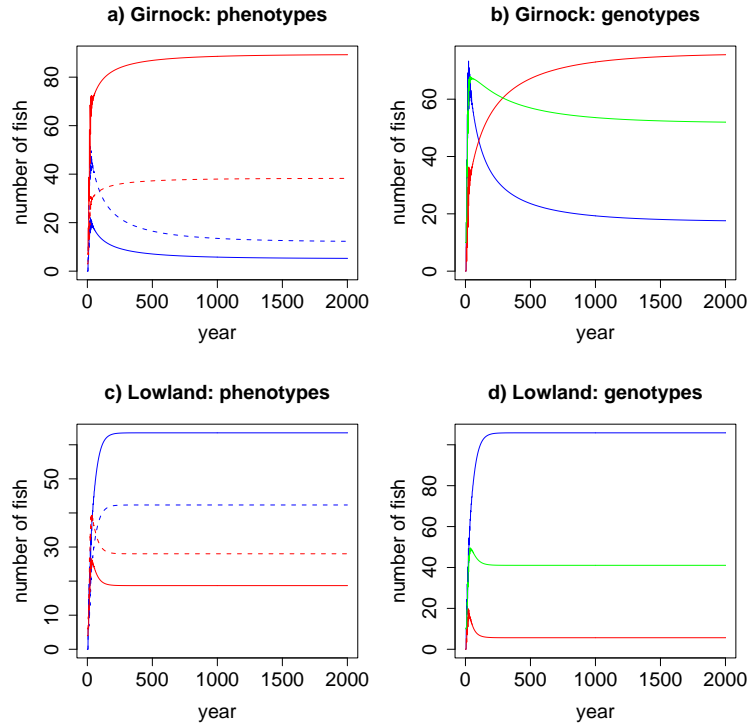 a) Girnock: phenotypes
number of fish
0 20 40 60 80
0 500 1000 1500 2000
year
b) Girnock: genotypes
number of fish
0 20 40 60
0 500 1000 1500 2000
year
c) Lowland: phenotypes
number of fish
0 10 30 50
0 500 1000 1500 2000
year
d) Lowland: genotypes
number of fish
0 20 40 60 80
0 500 1000 1500 2000
year